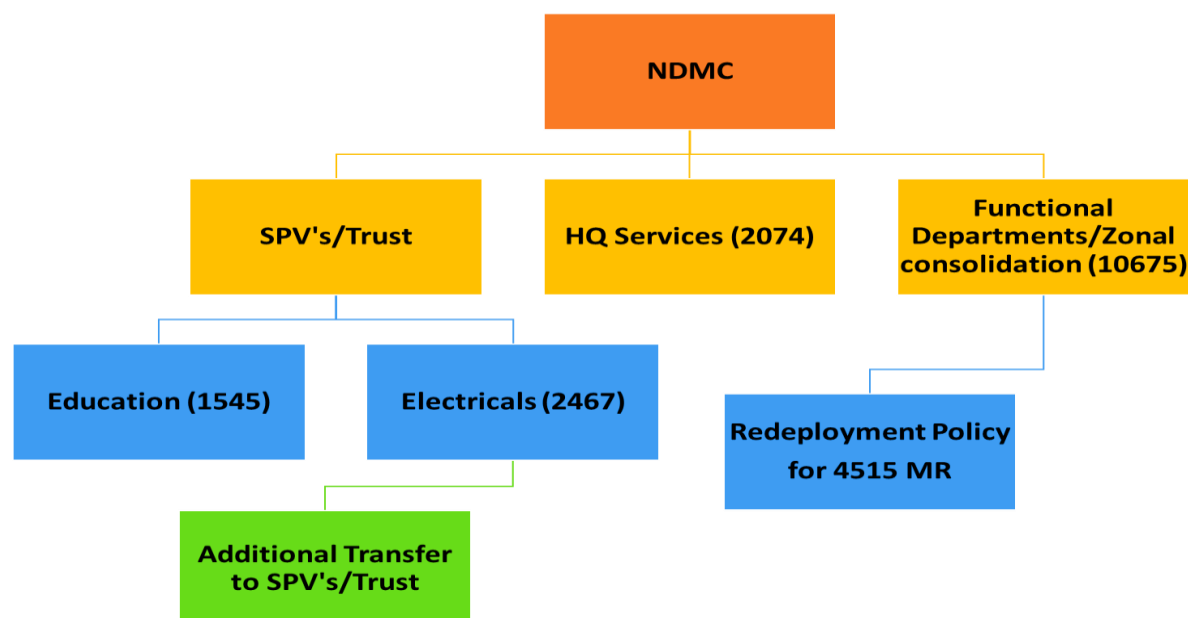 NDMC
SPV's/Trust
HQ Services (2074)
Functional
Departments/Zonal
consolidation (10675)
Education (1545)
Electricals (2467)
Redeployment Policy
for 4515 MR
Additional Transfer
to SPV's/Trust